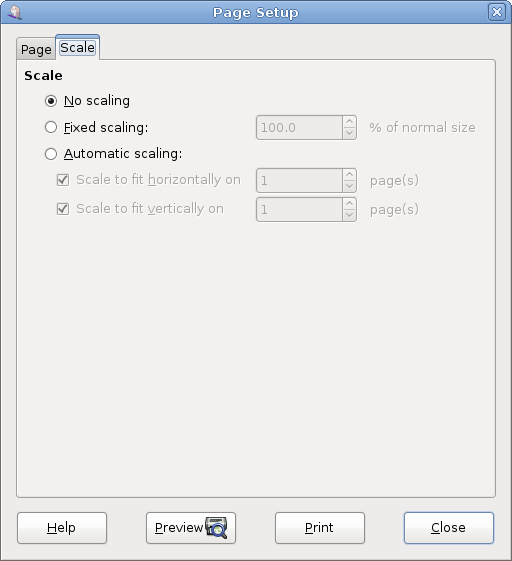 Page Setup
Page Scale
Scale
No scaling
Fixed scaling: 100.0 % of normal size
Automatic scaling:
Scale to fit horizontally on 1 page(s)
Scale to fit vertically on 1 page(s)
Help Preview Print Close